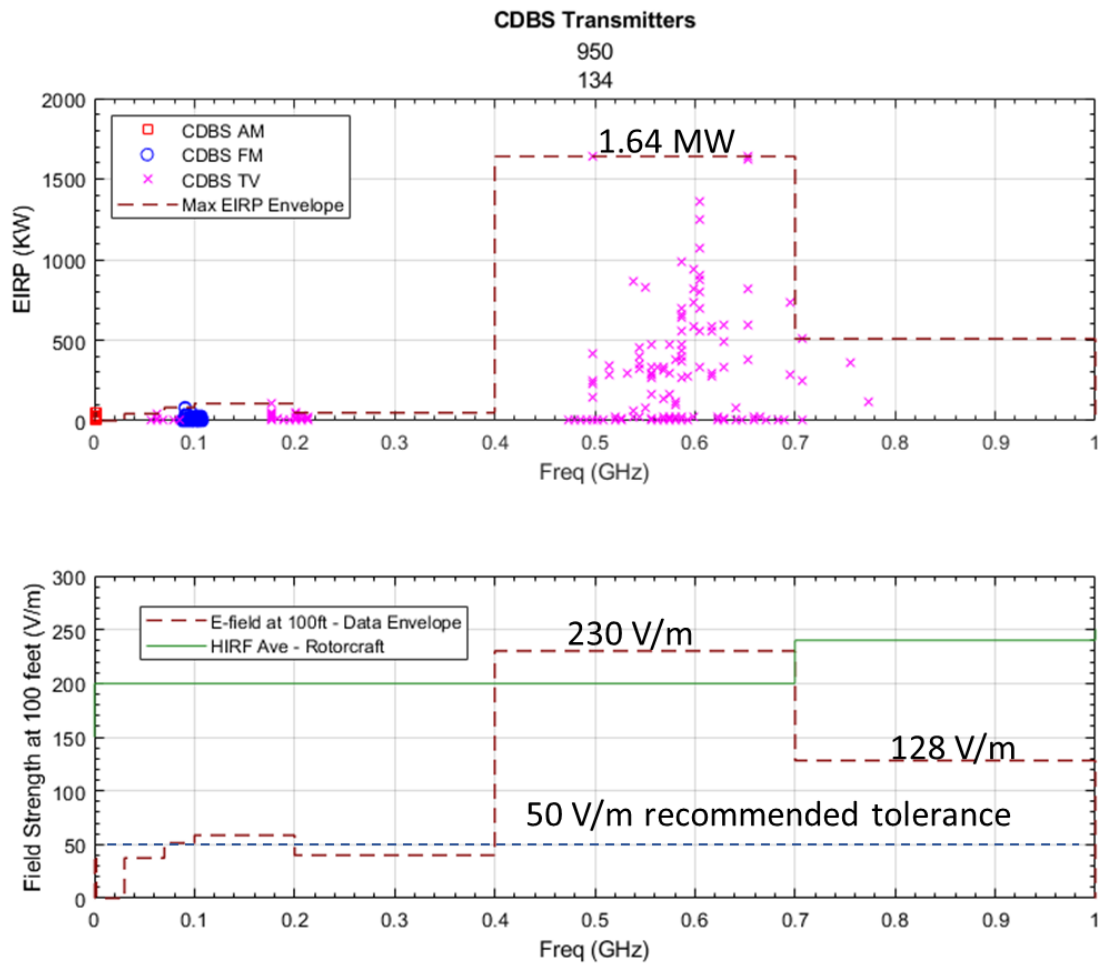 CDBS Transmitters
950
134
2000
1500
1000
500
0
EIRP (KW)
CDBS AM
CDBS FM
CDBS TV
Max EIRP Envelope
1.64 MW
0 0.1 0.2 0.3 0.4 0.5 0.6 0.7 0.8 0.9 1
Freq (GHz)
300
250
200
150
100
50
0
Field Strength at 100 feet (V/m)
E-field at 100ft - Data Envelope
HIRF Ave - Rotorcraft
230 V/m
128 V/m
50 V/m recommended tolerance
0 0.1 0.2 0.3 0.4 0.5 0.6 0.7 0.8 0.9 1
Freq (GHz)